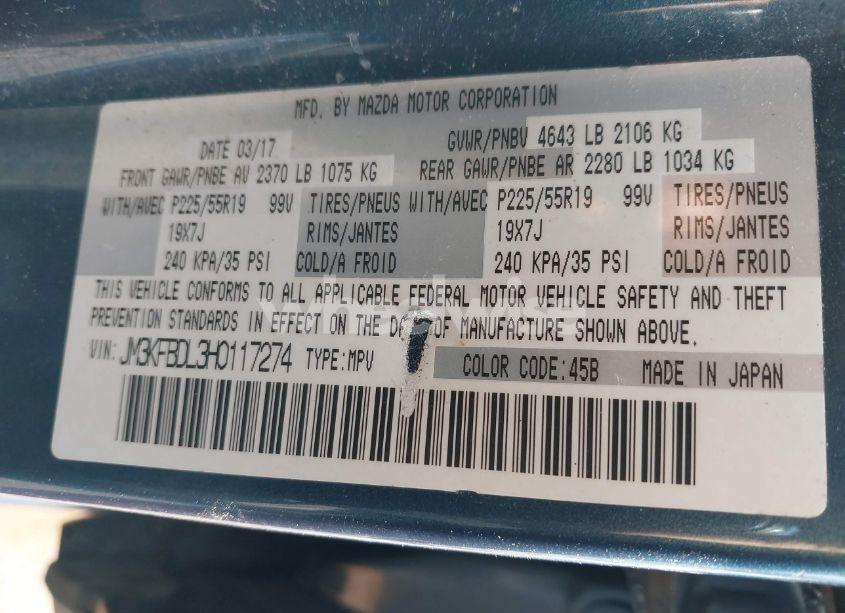 MFD. BY MAZDA MOTOR CORPORATION
DATE 03/17 GVWR/PNBV 4643 LB 2106 KG
FRONT GAWR/PNBE AV 2370 LB 1075 KG REAR GAWR/PNBE AR 2280 LB 1034 KG
WITH/AVEC P225/55R19 99V TIRES/PNEUS WITH/AVEC P225/55R19 99V TIRES/PNEUS
19X7J RIMS/JANTES 19X7J RIMS/JANTES
240 KPA/35 PSI COLD/A FROID 240 KPA/35 PSI COLD/A FROID
THIS VEHICLE CONFORMS TO ALL APPLICABLE FEDERAL MOTOR VEHICLE SAFETY AND THEFT
PREVENTION STANDARDS IN EFFECT ON THE OF MANUFACTURE SHOWN ABOVE.
VIN: JM3KFBDL3H0117274 TYPE:MPV COLOR CODE:45B MADE IN JAPAN